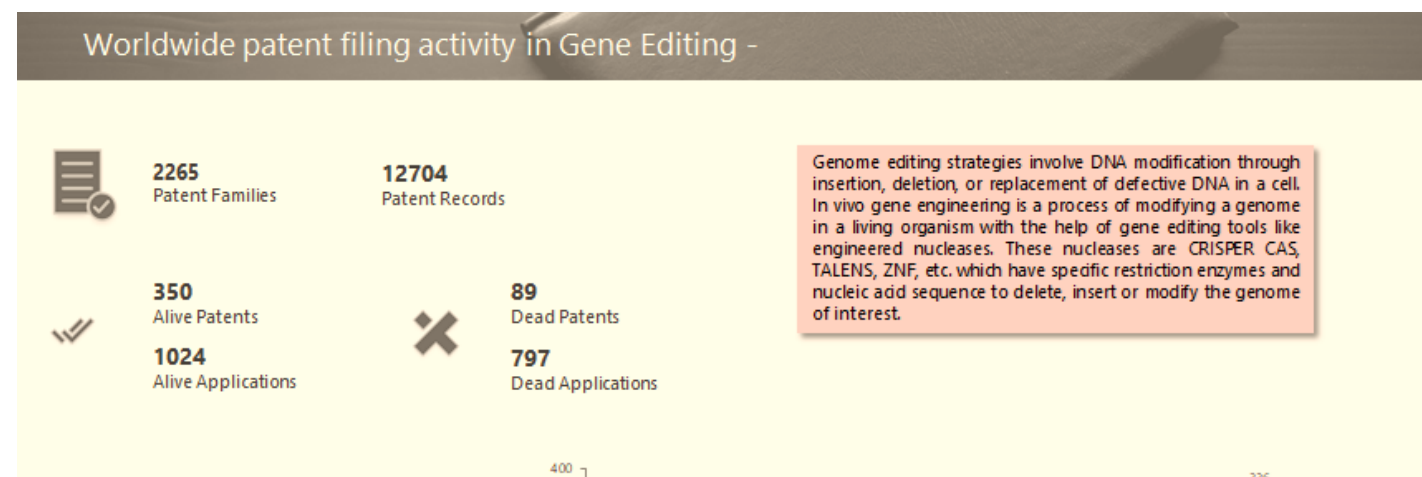 Worldwide patent filing activity in Gene Editing -
2265
Patent Families
12704
Patent Records
350
Alive Patents
1024
Alive Applications
89
Dead Patents
797
Dead Applications
Genome editing strategies involve DNA modification through
insertion, deletion, or replacement of defective DNA in a cell.
In vivo gene engineering is a process of modifying a genome
in a living organism with the help of gene editing tools like
engineered nucleases. These nucleases are CRISPER CAS,
TALENS, ZNF, etc. which have specific restriction enzymes and
nucleic acid sequence to delete, insert or modify the genome
of interest.
400